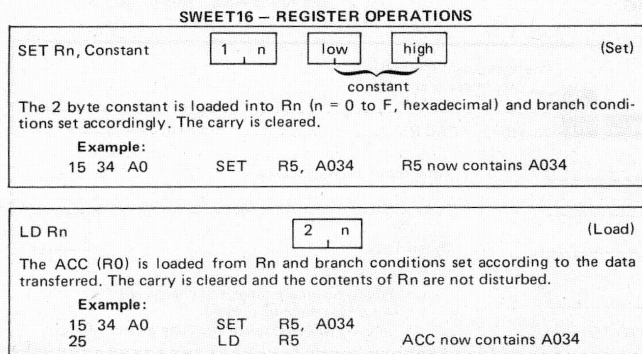 SWEET16 – REGISTER OPERATIONS
SET Rn, Constant 1 n low high (Set)
constant
The 2 byte constant is loaded into Rn (n = 0 to F, hexadecimal) and branch condi-
tions set accordingly. The carry is cleared.
Example:
15 34 A0 SET R5, A034 R5 now contains A034
LD Rn 2 n (Load)
The ACC (R0) is loaded from Rn and branch conditions set according to the data
transferred. The carry is cleared and the contents of Rn are not disturbed.
Example:
15 34 A0 SET R5, A034
25 LD R5 ACC now contains A034